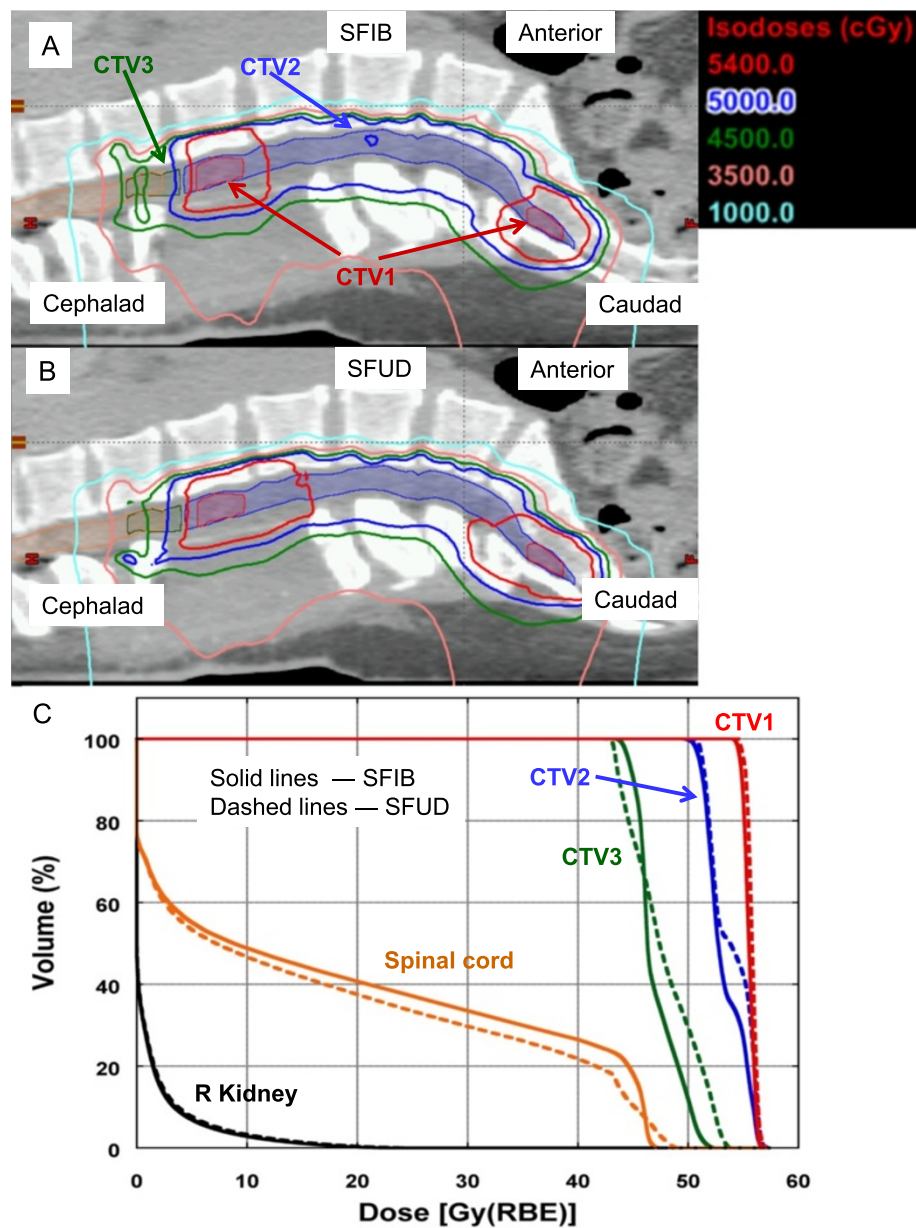 A
SFIB
Anterior
Isodoses (cGy)
5400.0
5000.0
4500.0
3500.0
1000.0
CTV3
CTV2
H
F
CTV1
Cephalad
Caudad
B
SFUD
Anterior
H
F
Cephalad
Caudad
C
CTV1
Solid lines — SFIB
Dashed lines — SFUD
CTV2
CTV3
Spinal cord
R Kidney
Volume (%)
100
80
60
40
20
0
0
10
20
30
40
50
60
Dose [Gy(RBE)]